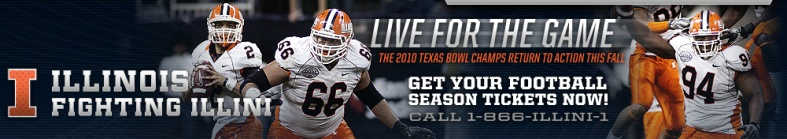 LIVE FOR THE GAME
THE 2010 TEXAS BOWL CHAMPS RETURN TO ACTION THIS FALL
I ILLINOIS
FIGHTING ILLINI
GET YOUR FOOTBALL
SEASON TICKETS NOW!
CALL 1-866-ILLINI-1
2
66
66
94